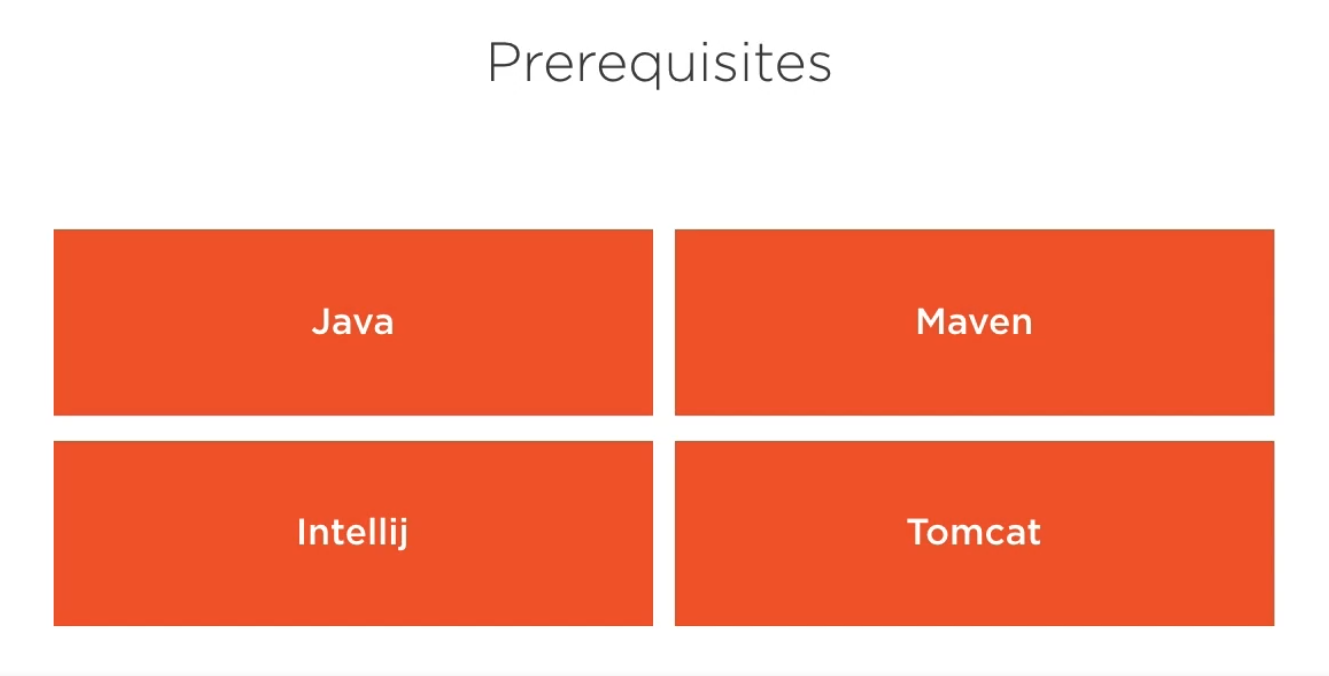 Prerequisites
Java
Maven
Intellij
Tomcat